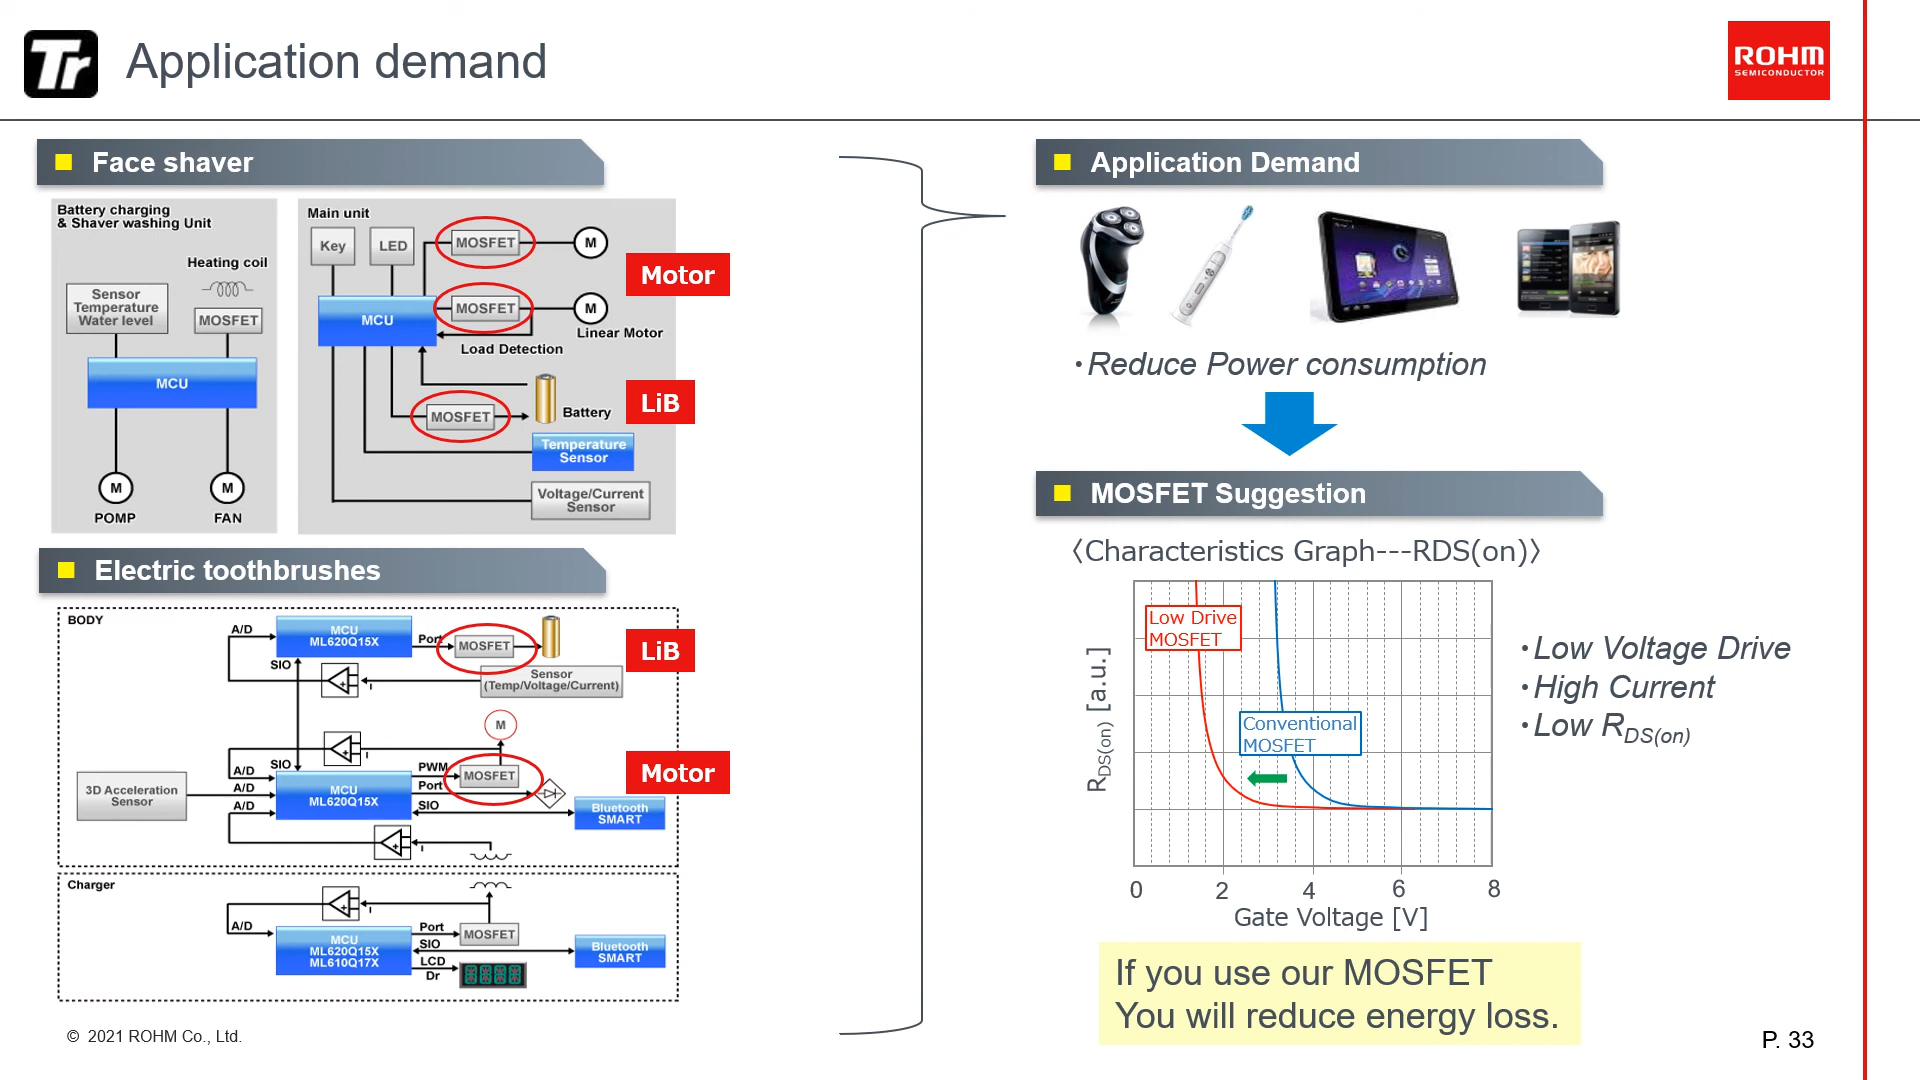 Tr
Application demand
ROHM
SEMICONDUCTOR
■ Face shaver
Battery charging
& Shaver washing Unit
Heating coil
Sensor
Temperature
Water level
MOSFET
MCU
M
M
POMP
FAN
Main unit
Key
LED
MOSFET
M
Motor
MOSFET
M
MCU
Linear Motor
Load Detection
MOSFET
Battery
LiB
Temperature
Sensor
Voltage/Current
Sensor
■ Electric toothbrushes
BODY
A/D
MCU
ML620Q15X
Port
MOSFET
LiB
SIO
I
Sensor
(Temp/Voltage/Current)
M
I
SIO
PWM
MOSFET
Motor
A/D
A/D
A/D
3D Acceleration
Sensor
MCU
ML620Q15X
Port
SIO
Bluetooth
SMART
I
Charger
I
A/D
MCU
ML620Q15X
ML610Q17X
Port
MOSFET
SIO
LCD
Dr
Bluetooth
SMART
■ Application Demand
・Reduce Power consumption
■ MOSFET Suggestion
〈Characteristics Graph---RDS(on)〉
Low Drive
MOSFET
Conventional
MOSFET
RDS(on) [a.u.]
0 2 4 6 8
Gate Voltage [V]
・Low Voltage Drive
・High Current
・Low RDS(on)
If you use our MOSFET
You will reduce energy loss.
© 2021 ROHM Co., Ltd.
P. 33